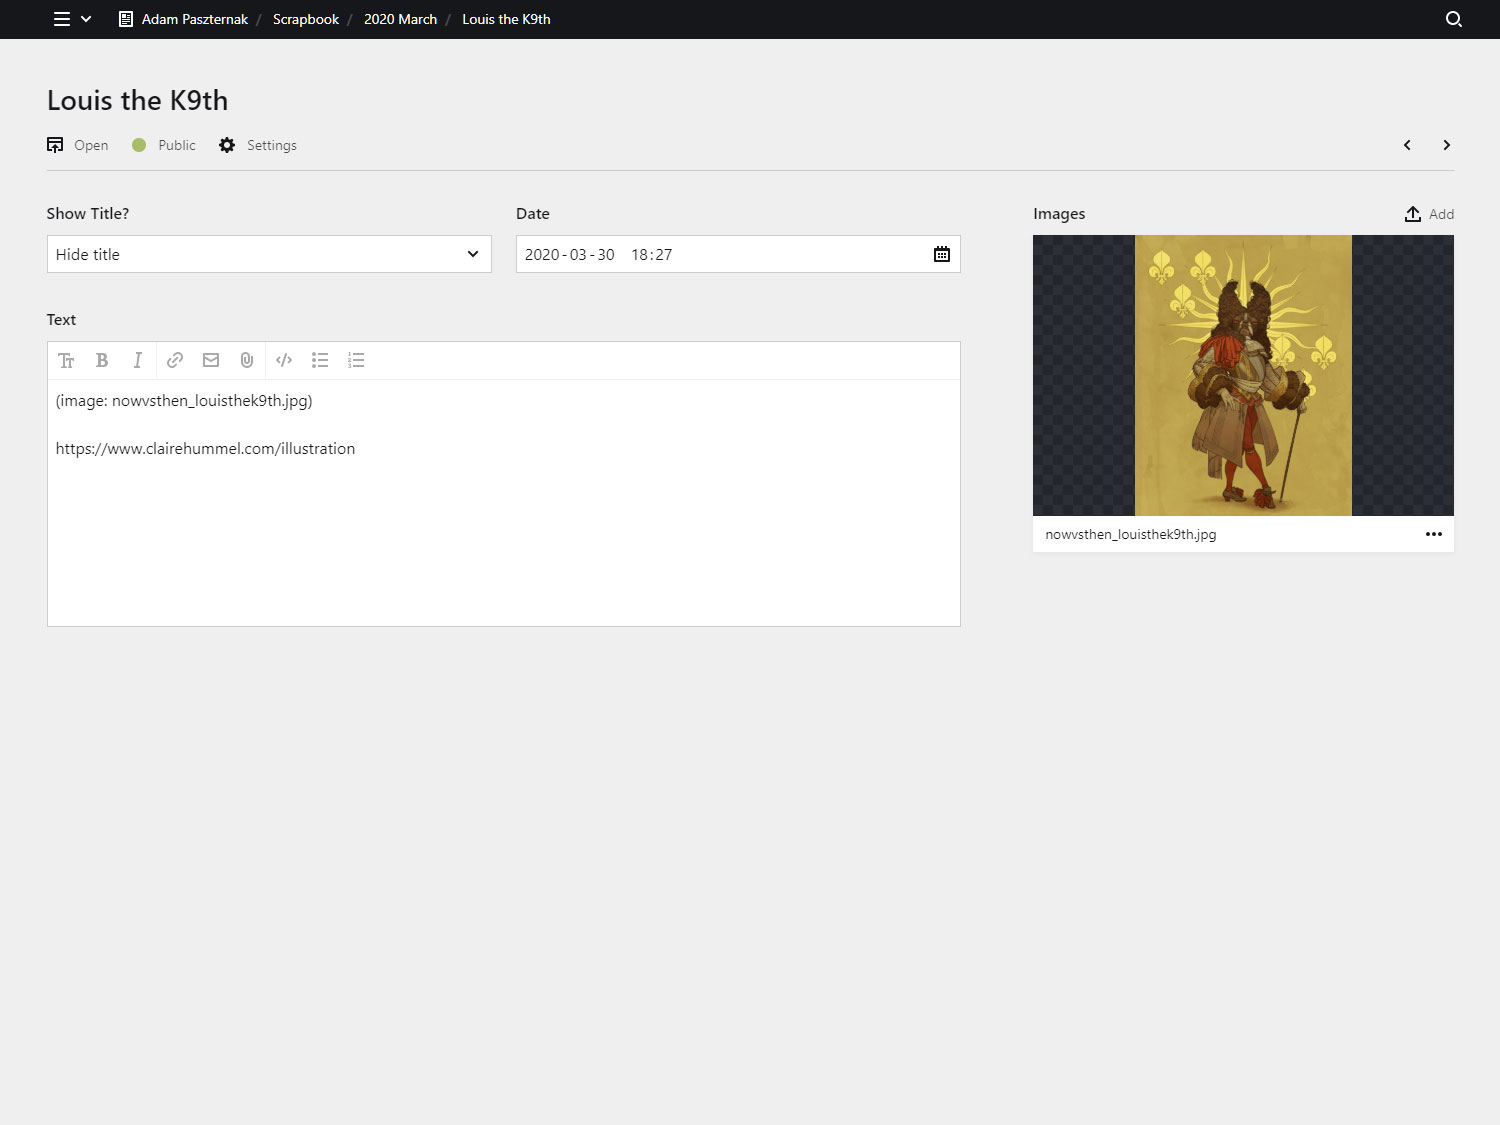 Adam Paszternak / Scrapbook / 2020 March / Louis the K9th
Louis the K9th
Open Public Settings
Show Title?
Hide title
Date
2020-03-30 18:27
Text
(image: nowvsthen_louisthek9th.jpg)
https://www.clairehummel.com/illustration
Images
Add
nowvsthen_louisthek9th.jpg